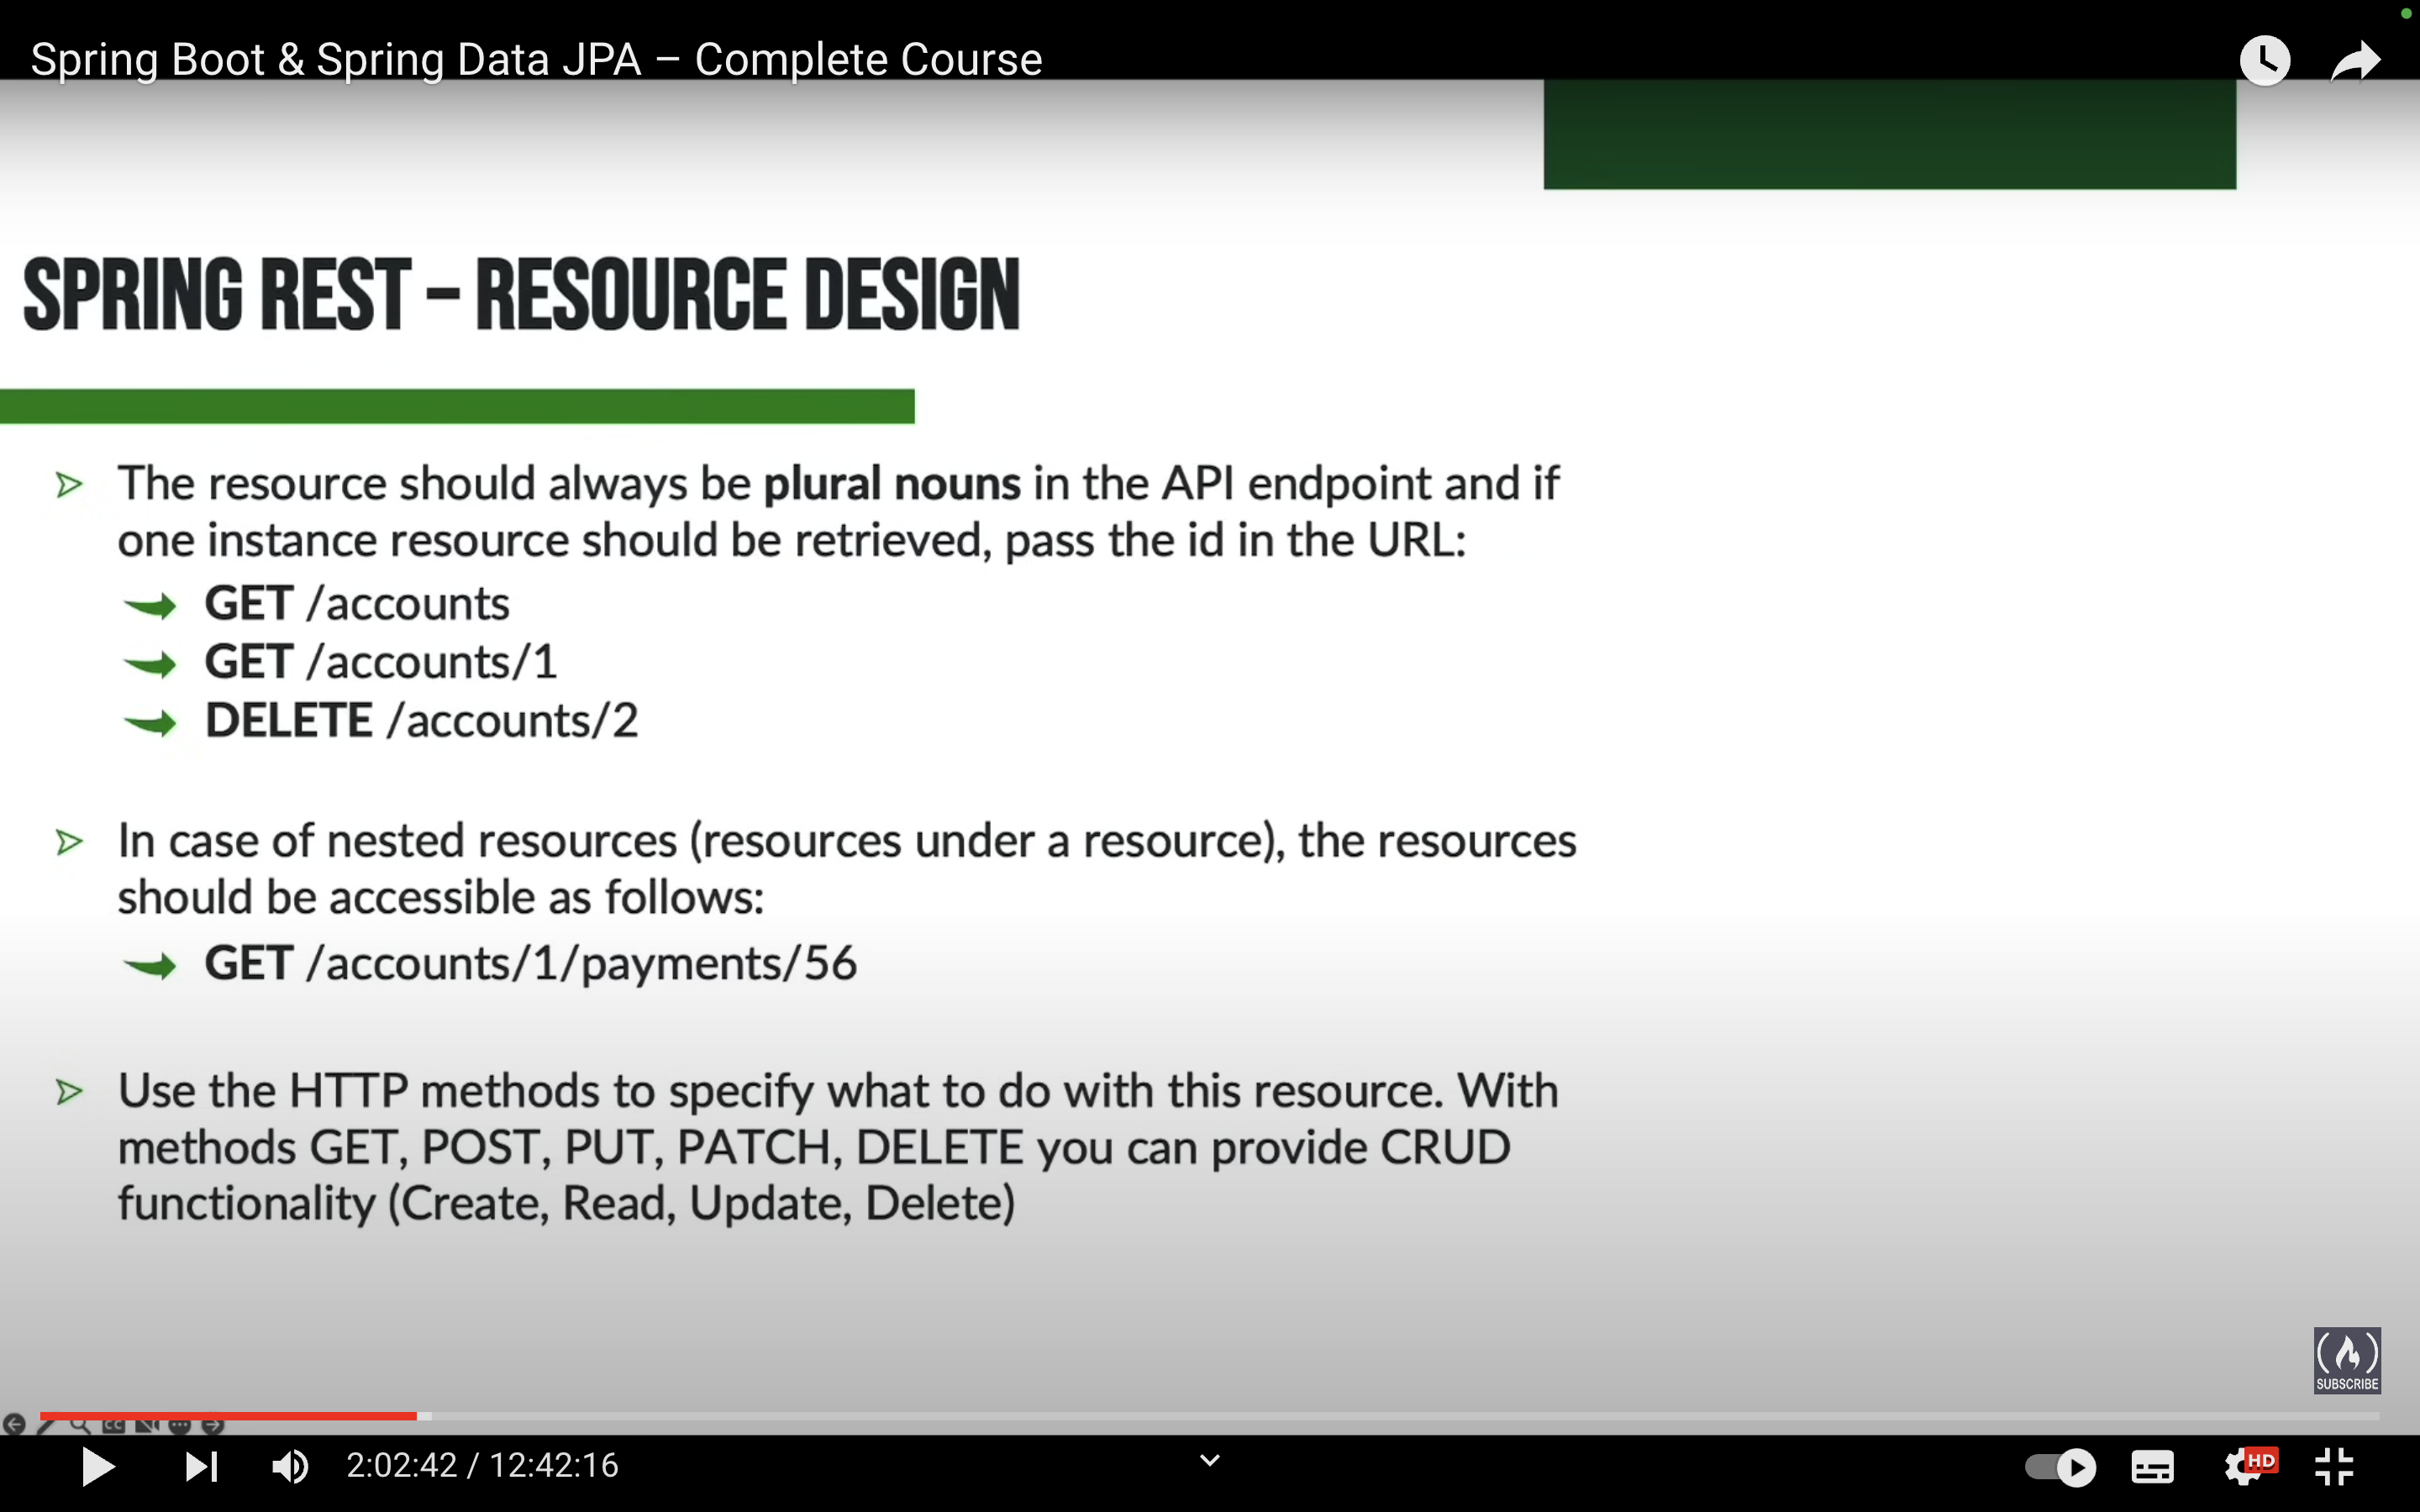 Spring Boot & Spring Data JPA – Complete Course
SPRING REST – RESOURCE DESIGN
The resource should always be plural nouns in the API endpoint and if
one instance resource should be retrieved, pass the id in the URL:
GET /accounts
GET /accounts/1
DELETE /accounts/2
In case of nested resources (resources under a resource), the resources
should be accessible as follows:
GET /accounts/1/payments/56
Use the HTTP methods to specify what to do with this resource. With
methods GET, POST, PUT, PATCH, DELETE you can provide CRUD
functionality (Create, Read, Update, Delete)
SUBSCRIBE
CC
2:02:42 / 12:42:16
HD